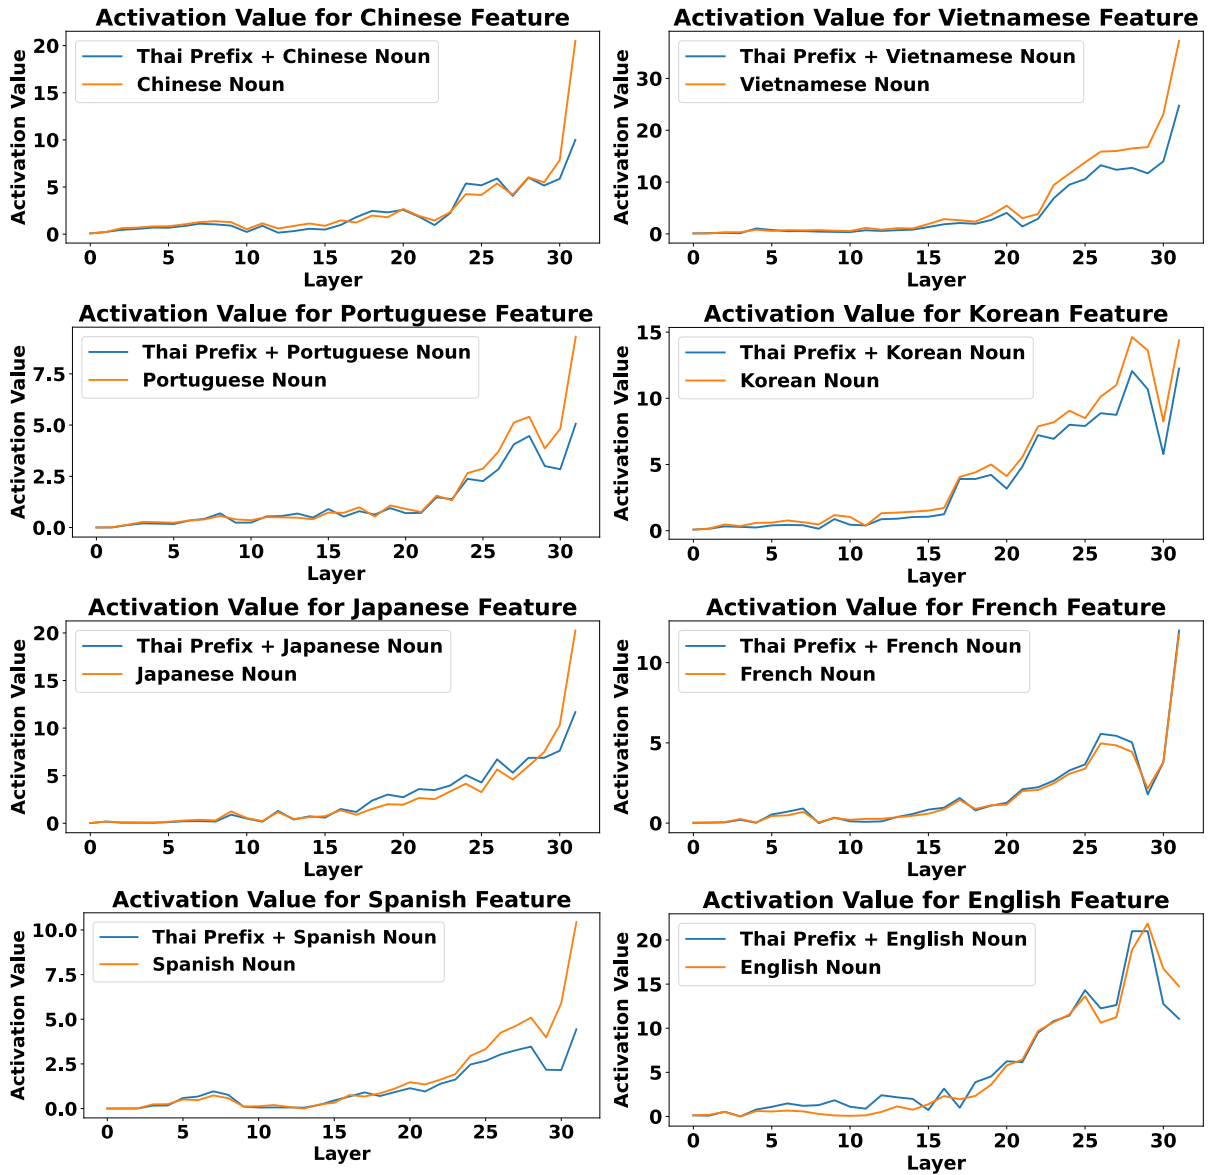 Activation Value for Chinese Feature
Activation Value
20
15
10
5
0
Thai Prefix + Chinese Noun
Chinese Noun
0 5 10 15 20 25 30
Layer
Activation Value for Vietnamese Feature
Activation Value
30
20
10
0
Thai Prefix + Vietnamese Noun
Vietnamese Noun
0 5 10 15 20 25 30
Layer
Activation Value for Portuguese Feature
Activation Value
7.5
5.0
2.5
0.0
Thai Prefix + Portuguese Noun
Portuguese Noun
0 5 10 15 20 25 30
Layer
Activation Value for Korean Feature
Activation Value
15
10
5
0
Thai Prefix + Korean Noun
Korean Noun
0 5 10 15 20 25 30
Layer
Activation Value for Japanese Feature
Activation Value
20
15
10
5
0
Thai Prefix + Japanese Noun
Japanese Noun
0 5 10 15 20 25 30
Layer
Activation Value for French Feature
Activation Value
10
5
0
Thai Prefix + French Noun
French Noun
0 5 10 15 20 25 30
Layer
Activation Value for Spanish Feature
Activation Value
10.0
7.5
5.0
2.5
0.0
Thai Prefix + Spanish Noun
Spanish Noun
0 5 10 15 20 25 30
Layer
Activation Value for English Feature
Activation Value
20
15
10
5
0
Thai Prefix + English Noun
English Noun
0 5 10 15 20 25 30
Layer